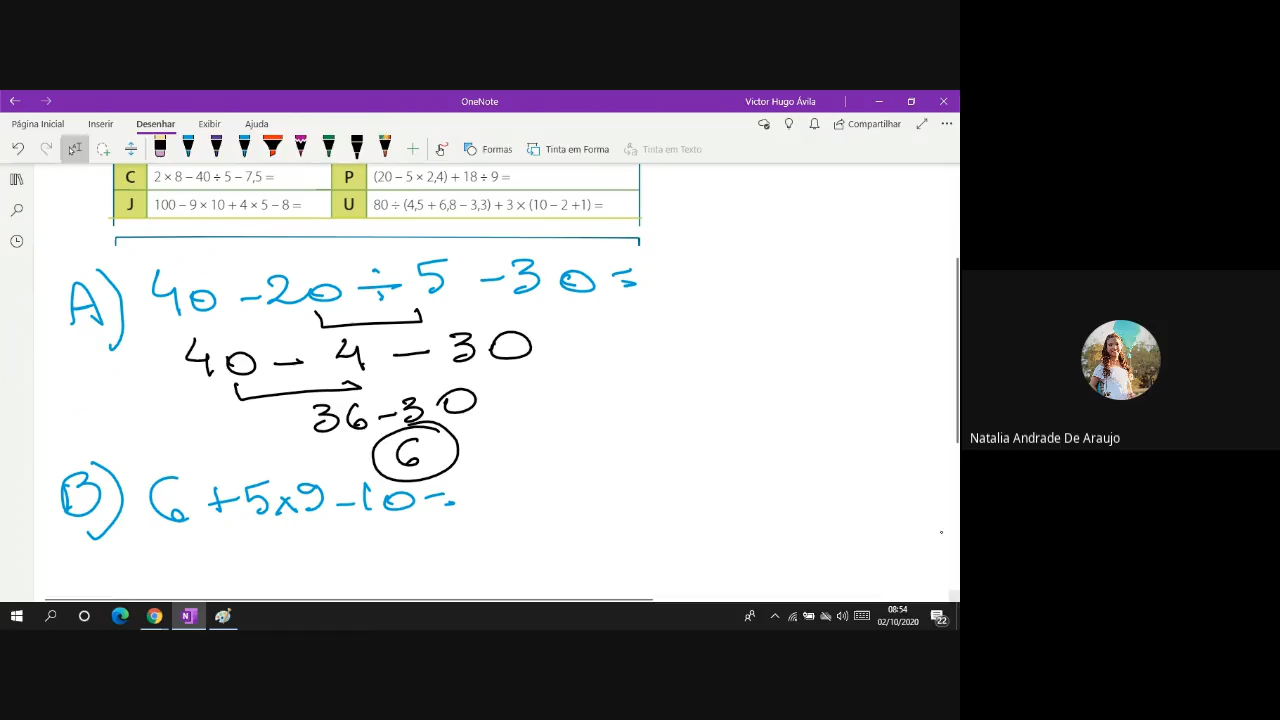 OneNote
Victor Hugo Ávila
Página Inicial Inserir Desenhar Exibir Ajuda
Compartilhar
Formas Tinta em Forma Tinta em Texto
C 2 × 8 – 40 ÷ 5 – 7,5 = P (20 – 5 × 2,4) + 18 ÷ 9 =
J 100 – 9 × 10 + 4 × 5 – 8 = U 80 ÷ (4,5 + 6,8 – 3,3) + 3 × (10 – 2 +1) =
A) 40 - 20 ÷ 5 - 30 =
40 - 4 - 30
36 - 30
6
B) 6 + 5 x 9 - 10 =
Natalia Andrade De Araujo
08:54
02/10/2020
22